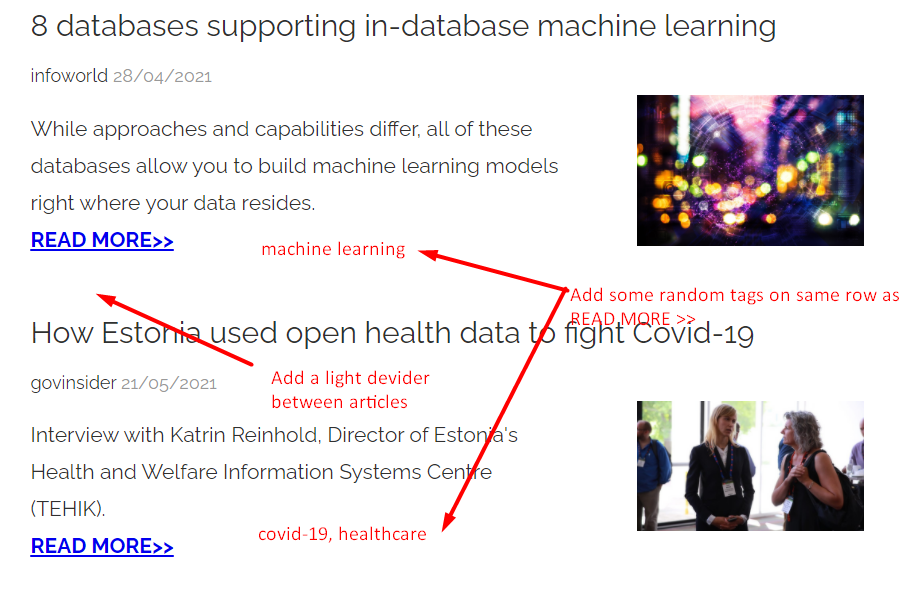 8 databases supporting in-database machine learning
infoworld 28/04/2021
While approaches and capabilities differ, all of these
databases allow you to build machine learning models
right where your data resides.
READ MORE>>
machine learning
Add some random tags on same row as
READ MORE >>
How Estonia used open health data to fight Covid-19
govinsider 21/05/2021
Add a light devider
between articles
Interview with Katrin Reinhold, Director of Estonia's
Health and Welfare Information Systems Centre
(TEHIK).
covid-19, healthcare
READ MORE>>